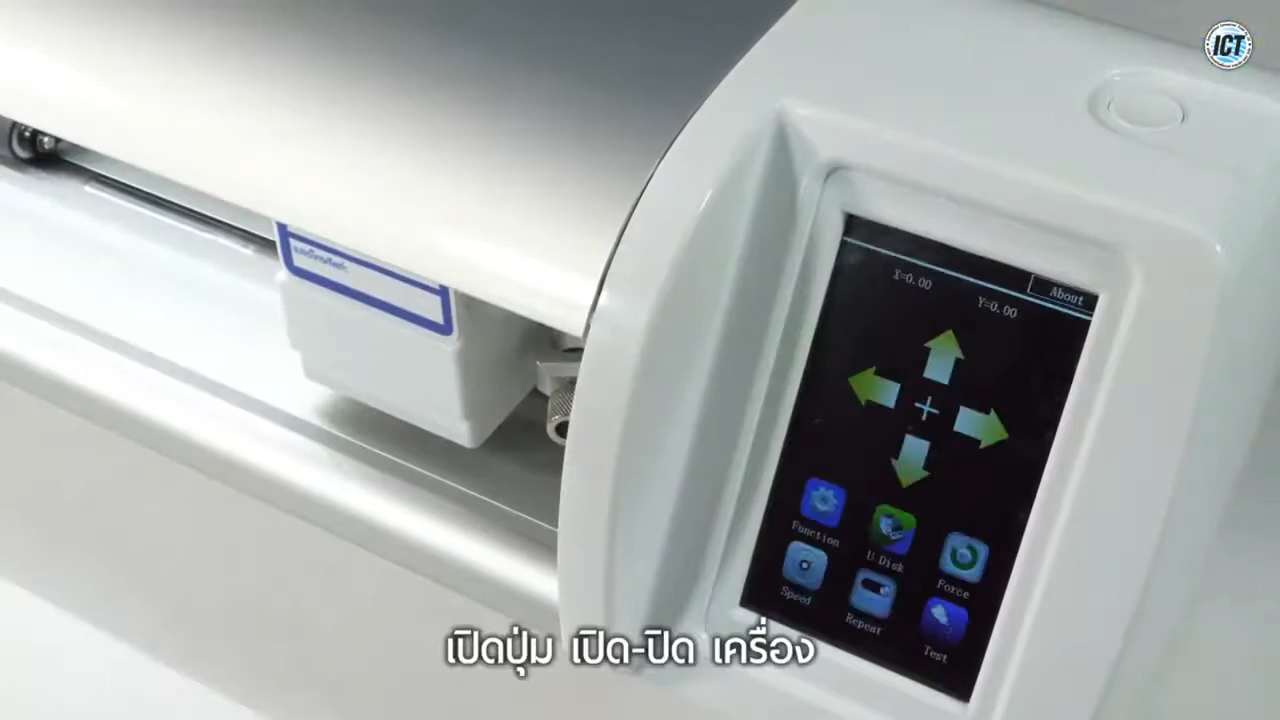 ICT
About
X=0.00
Y=0.00
Function
U Disk
Force
Speed
Repeat
Test
เปิดปุ่ม เปิด-ปิด เครื่อง